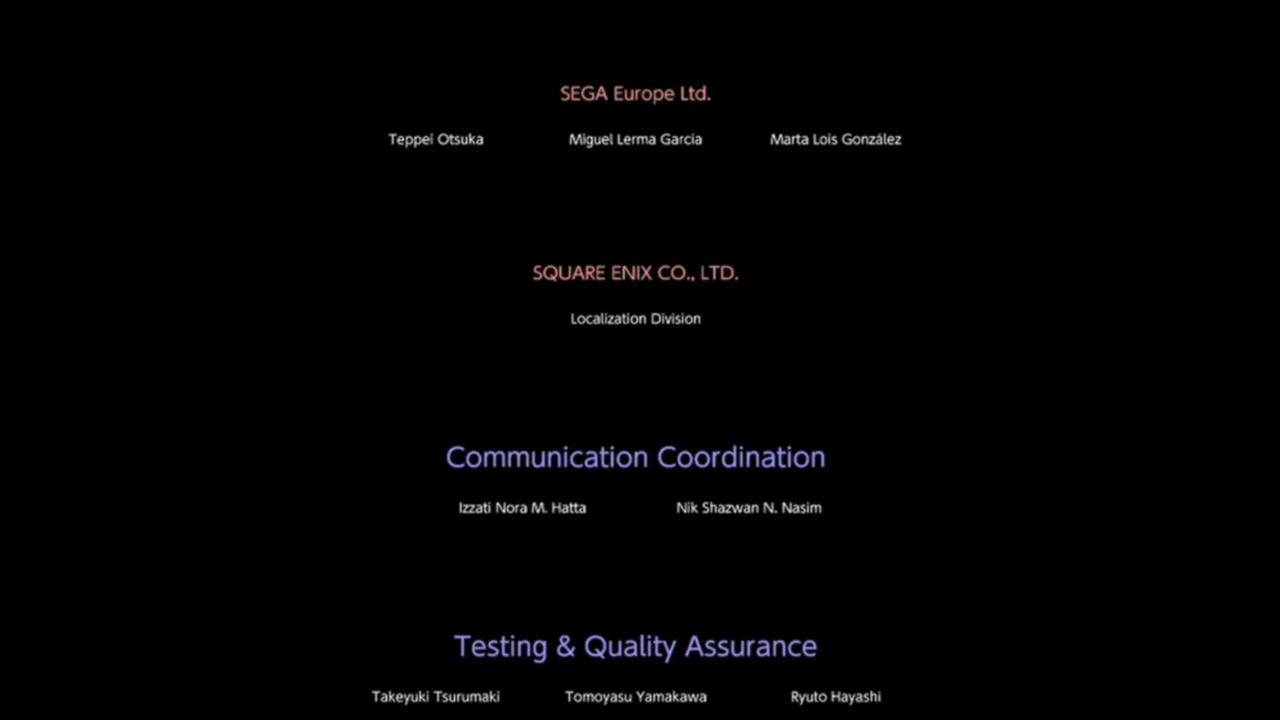 SEGA Europe Ltd.
Teppei Otsuka Miguel Lerma Garcia Marta Lois González
SQUARE ENIX CO., LTD.
Localization Division
Communication Coordination
Izzati Nora M. Hatta Nik Shazwan N. Nasim
Testing & Quality Assurance
Takeyuki Tsurumaki Tomoyasu Yamakawa Ryuto Hayashi